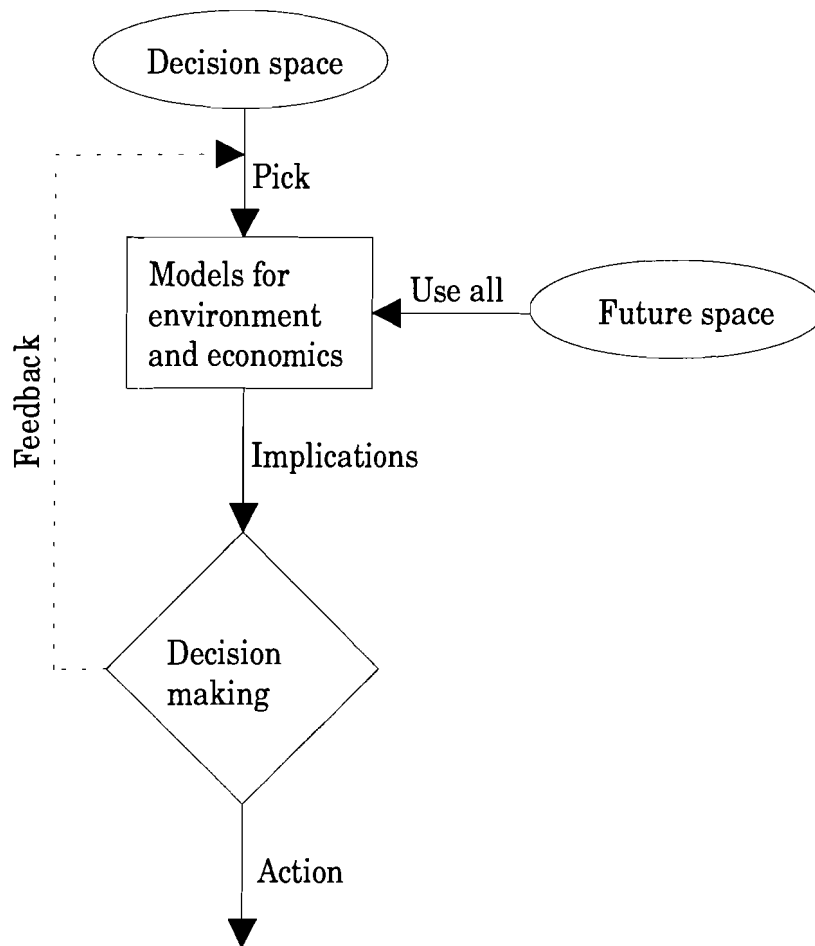 Decision space
Pick
Models for
environment
and economics
Use all
Future space
Feedback
Implications
Decision
making
Action